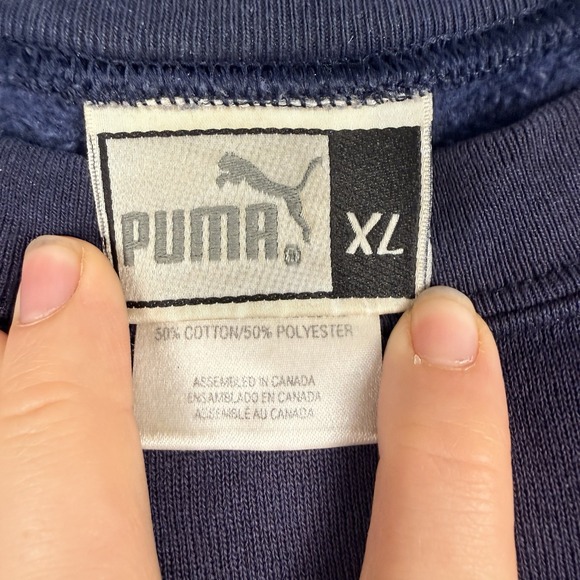 PUMA®
XL
50% COTTON/50% POLYESTER
ASSEMBLED IN CANADA
ENSAMBLADO EN CANADA
ASSEMBLÉ AU CANADA